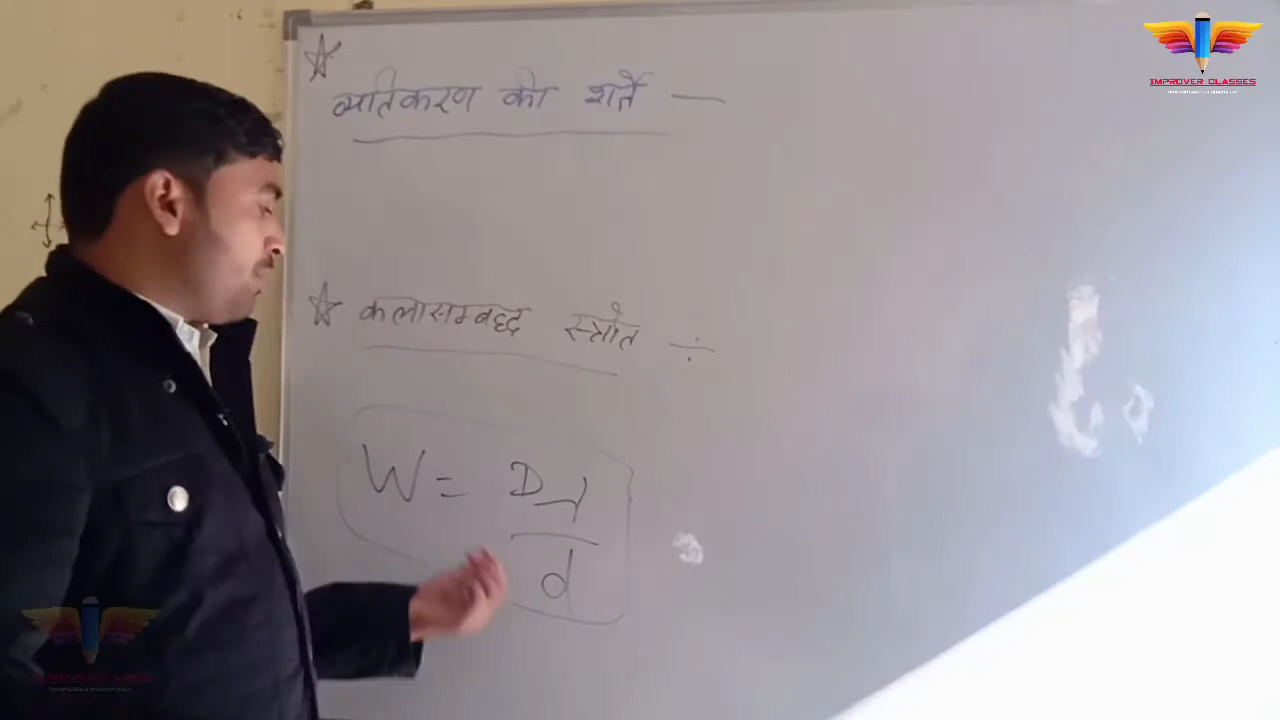 व्यतिकरण की शर्तें —
कलासम्बद्ध स्त्रोत ÷
W = Dλ
d
IMPROVER CLASSES